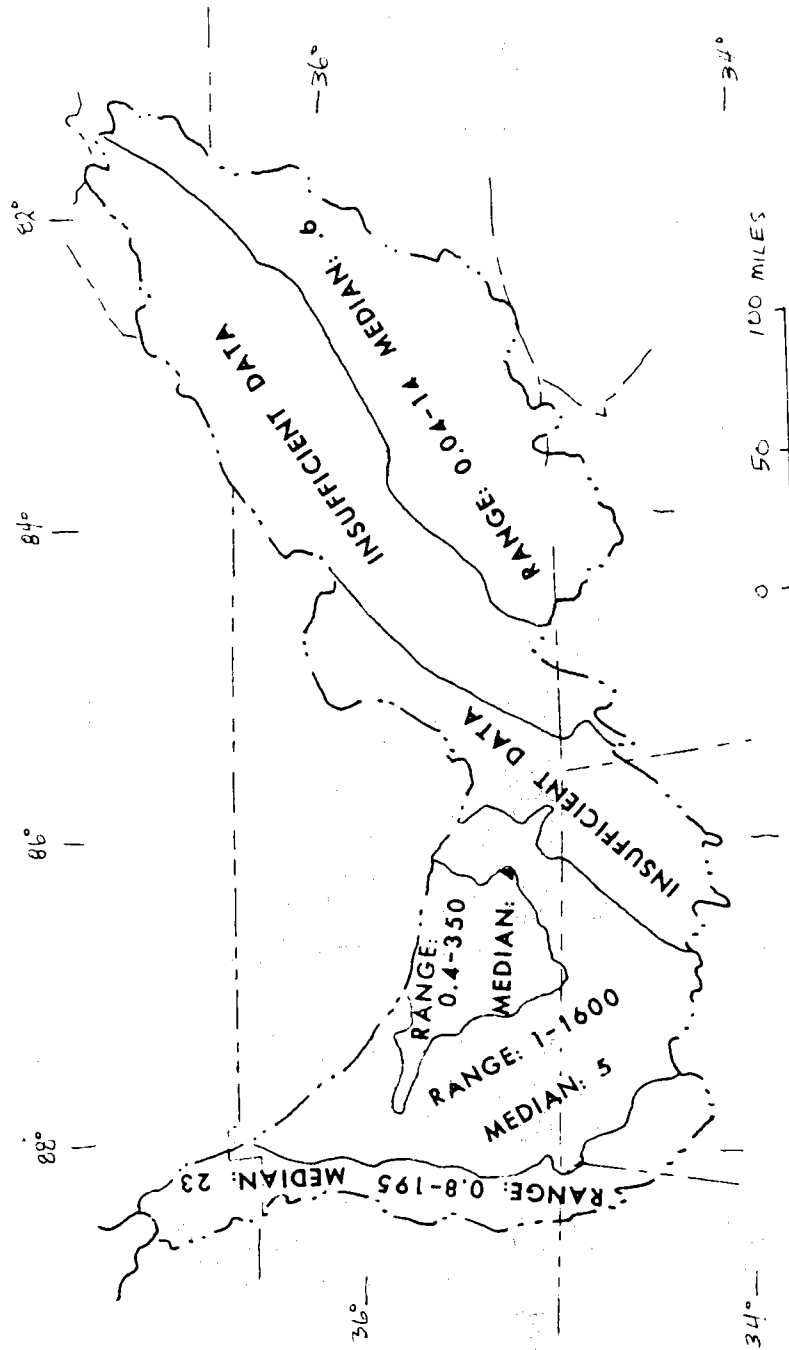 88°
86°
84°
82°
36°
—36°
34°
—34°
RANGE: 0.8-195 MEDIAN: 23
RANGE: 1-1600
MEDIAN: 5
RANGE:
0.4-350
MEDIAN:
INSUFFICIENT DATA
INSUFFICIENT DATA
RANGE: 0.04-14 MEDIAN: .6
0 50 100 MILES